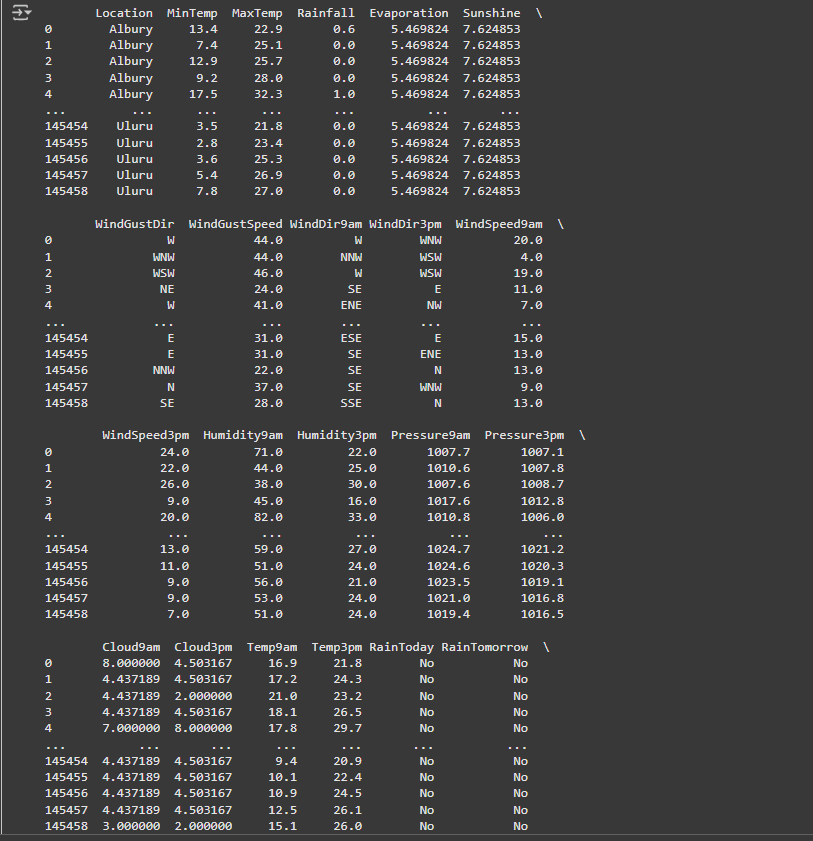 Location  MinTemp  MaxTemp  Rainfall  Evaporation  Sunshine  \
0        Albury     13.4     22.9       0.6     5.469824  7.624853
1        Albury      7.4     25.1       0.0     5.469824  7.624853
2        Albury     12.9     25.7       0.0     5.469824  7.624853
3        Albury      9.2     28.0       0.0     5.469824  7.624853
4        Albury     17.5     32.3       1.0     5.469824  7.624853
...         ...      ...      ...       ...          ...       ...
145454    Uluru      3.5     21.8       0.0     5.469824  7.624853
145455    Uluru      2.8     23.4       0.0     5.469824  7.624853
145456    Uluru      3.6     25.3       0.0     5.469824  7.624853
145457    Uluru      5.4     26.9       0.0     5.469824  7.624853
145458    Uluru      7.8     27.0       0.0     5.469824  7.624853
       WindGustDir  WindGustSpeed WindDir9am WindDir3pm  WindSpeed9am  \
0                W           44.0          W        WNW          20.0
1              WNW           44.0        NNW        WSW           4.0
2              WSW           46.0          W        WSW          19.0
3               NE           24.0         SE          E          11.0
4                W           41.0        ENE         NW           7.0
...            ...            ...        ...        ...           ...
145454           E           31.0        ESE          E          15.0
145455           E           31.0         SE        ENE          13.0
145456         NNW           22.0         SE          N          13.0
145457           N           37.0         SE        WNW           9.0
145458          SE           28.0        SSE          N          13.0
        WindSpeed3pm  Humidity9am  Humidity3pm  Pressure9am  Pressure3pm  \
0               24.0         71.0         22.0       1007.7       1007.1
1               22.0         44.0         25.0       1010.6       1007.8
2               26.0         38.0         30.0       1007.6       1008.7
3                9.0         45.0         16.0       1017.6       1012.8
4               20.0         82.0         33.0       1010.8       1006.0
...              ...          ...          ...          ...          ...
145454          13.0         59.0         27.0       1024.7       1021.2
145455          11.0         51.0         24.0       1024.6       1020.3
145456           9.0         56.0         21.0       1023.5       1019.1
145457           9.0         53.0         24.0       1021.0       1016.8
145458           7.0         51.0         24.0       1019.4       1016.5
        Cloud9am  Cloud3pm  Temp9am  Temp3pm RainToday RainTomorrow  \
0       8.000000  4.503167     16.9     21.8        No           No
1       4.437189  4.503167     17.2     24.3        No           No
2       4.437189  2.000000     21.0     23.2        No           No
3       4.437189  4.503167     18.1     26.5        No           No
4       7.000000  8.000000     17.8     29.7        No           No
...          ...       ...      ...      ...       ...          ...
145454  4.437189  4.503167      9.4     20.9        No           No
145455  4.437189  4.503167     10.1     22.4        No           No
145456  4.437189  4.503167     10.9     24.5        No           No
145457  4.437189  4.503167     12.5     26.1        No           No
145458  3.000000  2.000000     15.1     26.0        No           No